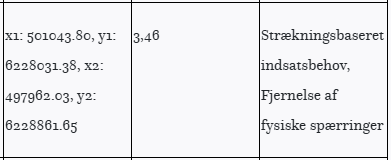 x1: 501043.80, y1:
6228031.38, x2:
497962.03, y2:
6228861.65
3,46
Strækningsbaseret
indsatsbehov,
Fjernelse af
fysiske spærringer